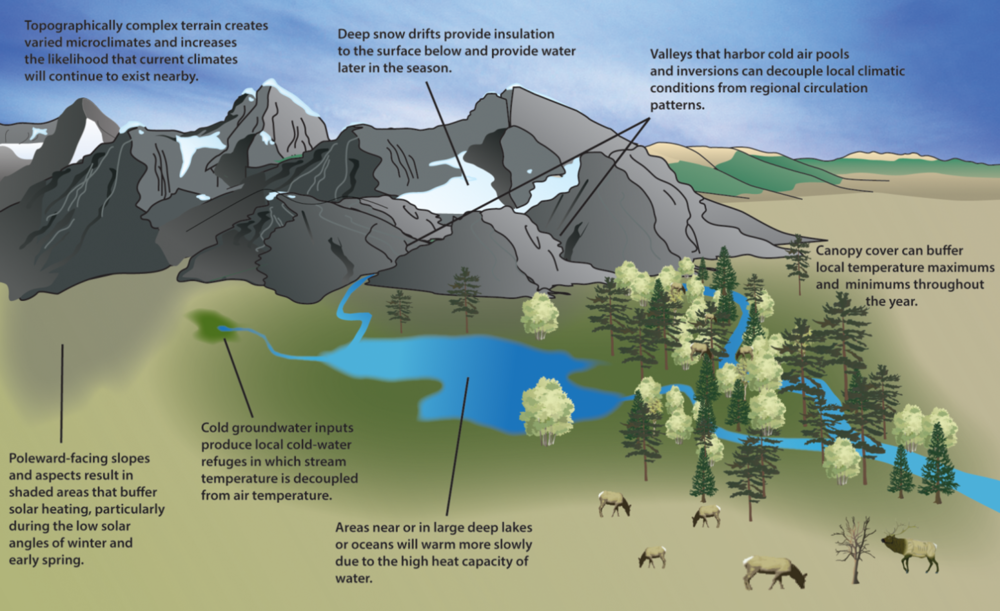 Topographically complex terrain creates
varied microclimates and increases
the likelihood that current climates
will continue to exist nearby.
Deep snow drifts provide insulation
to the surface below and provide water
later in the season.
Valleys that harbor cold air pools
and inversions can decouple local climatic
conditions from regional circulation
patterns.
Canopy cover can buffer
local temperature maximums
and minimums throughout
the year.
Poleward-facing slopes
and aspects result in
shaded areas that buffer
solar heating, particularly
during the low solar
angles of winter and
early spring.
Cold groundwater inputs
produce local cold-water
refuges in which stream
temperature is decoupled
from air temperature.
Areas near or in large deep lakes
or oceans will warm more slowly
due to the high heat capacity of
water.